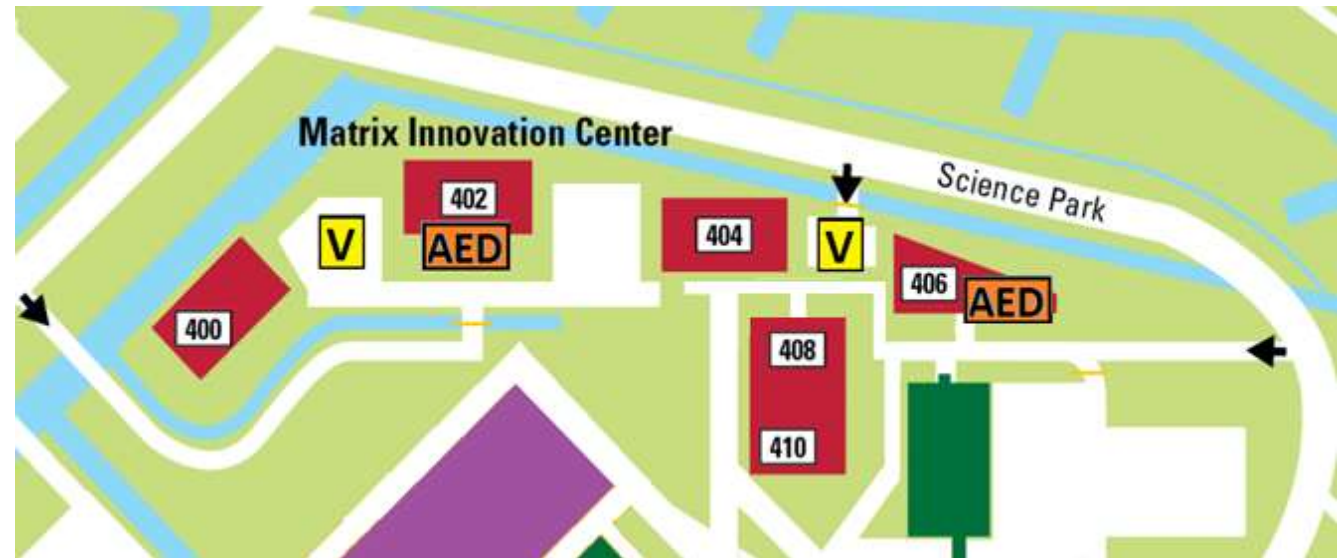 Matrix Innovation Center
Science Park
402
V
AED
404
V
406
AED
400
408
410